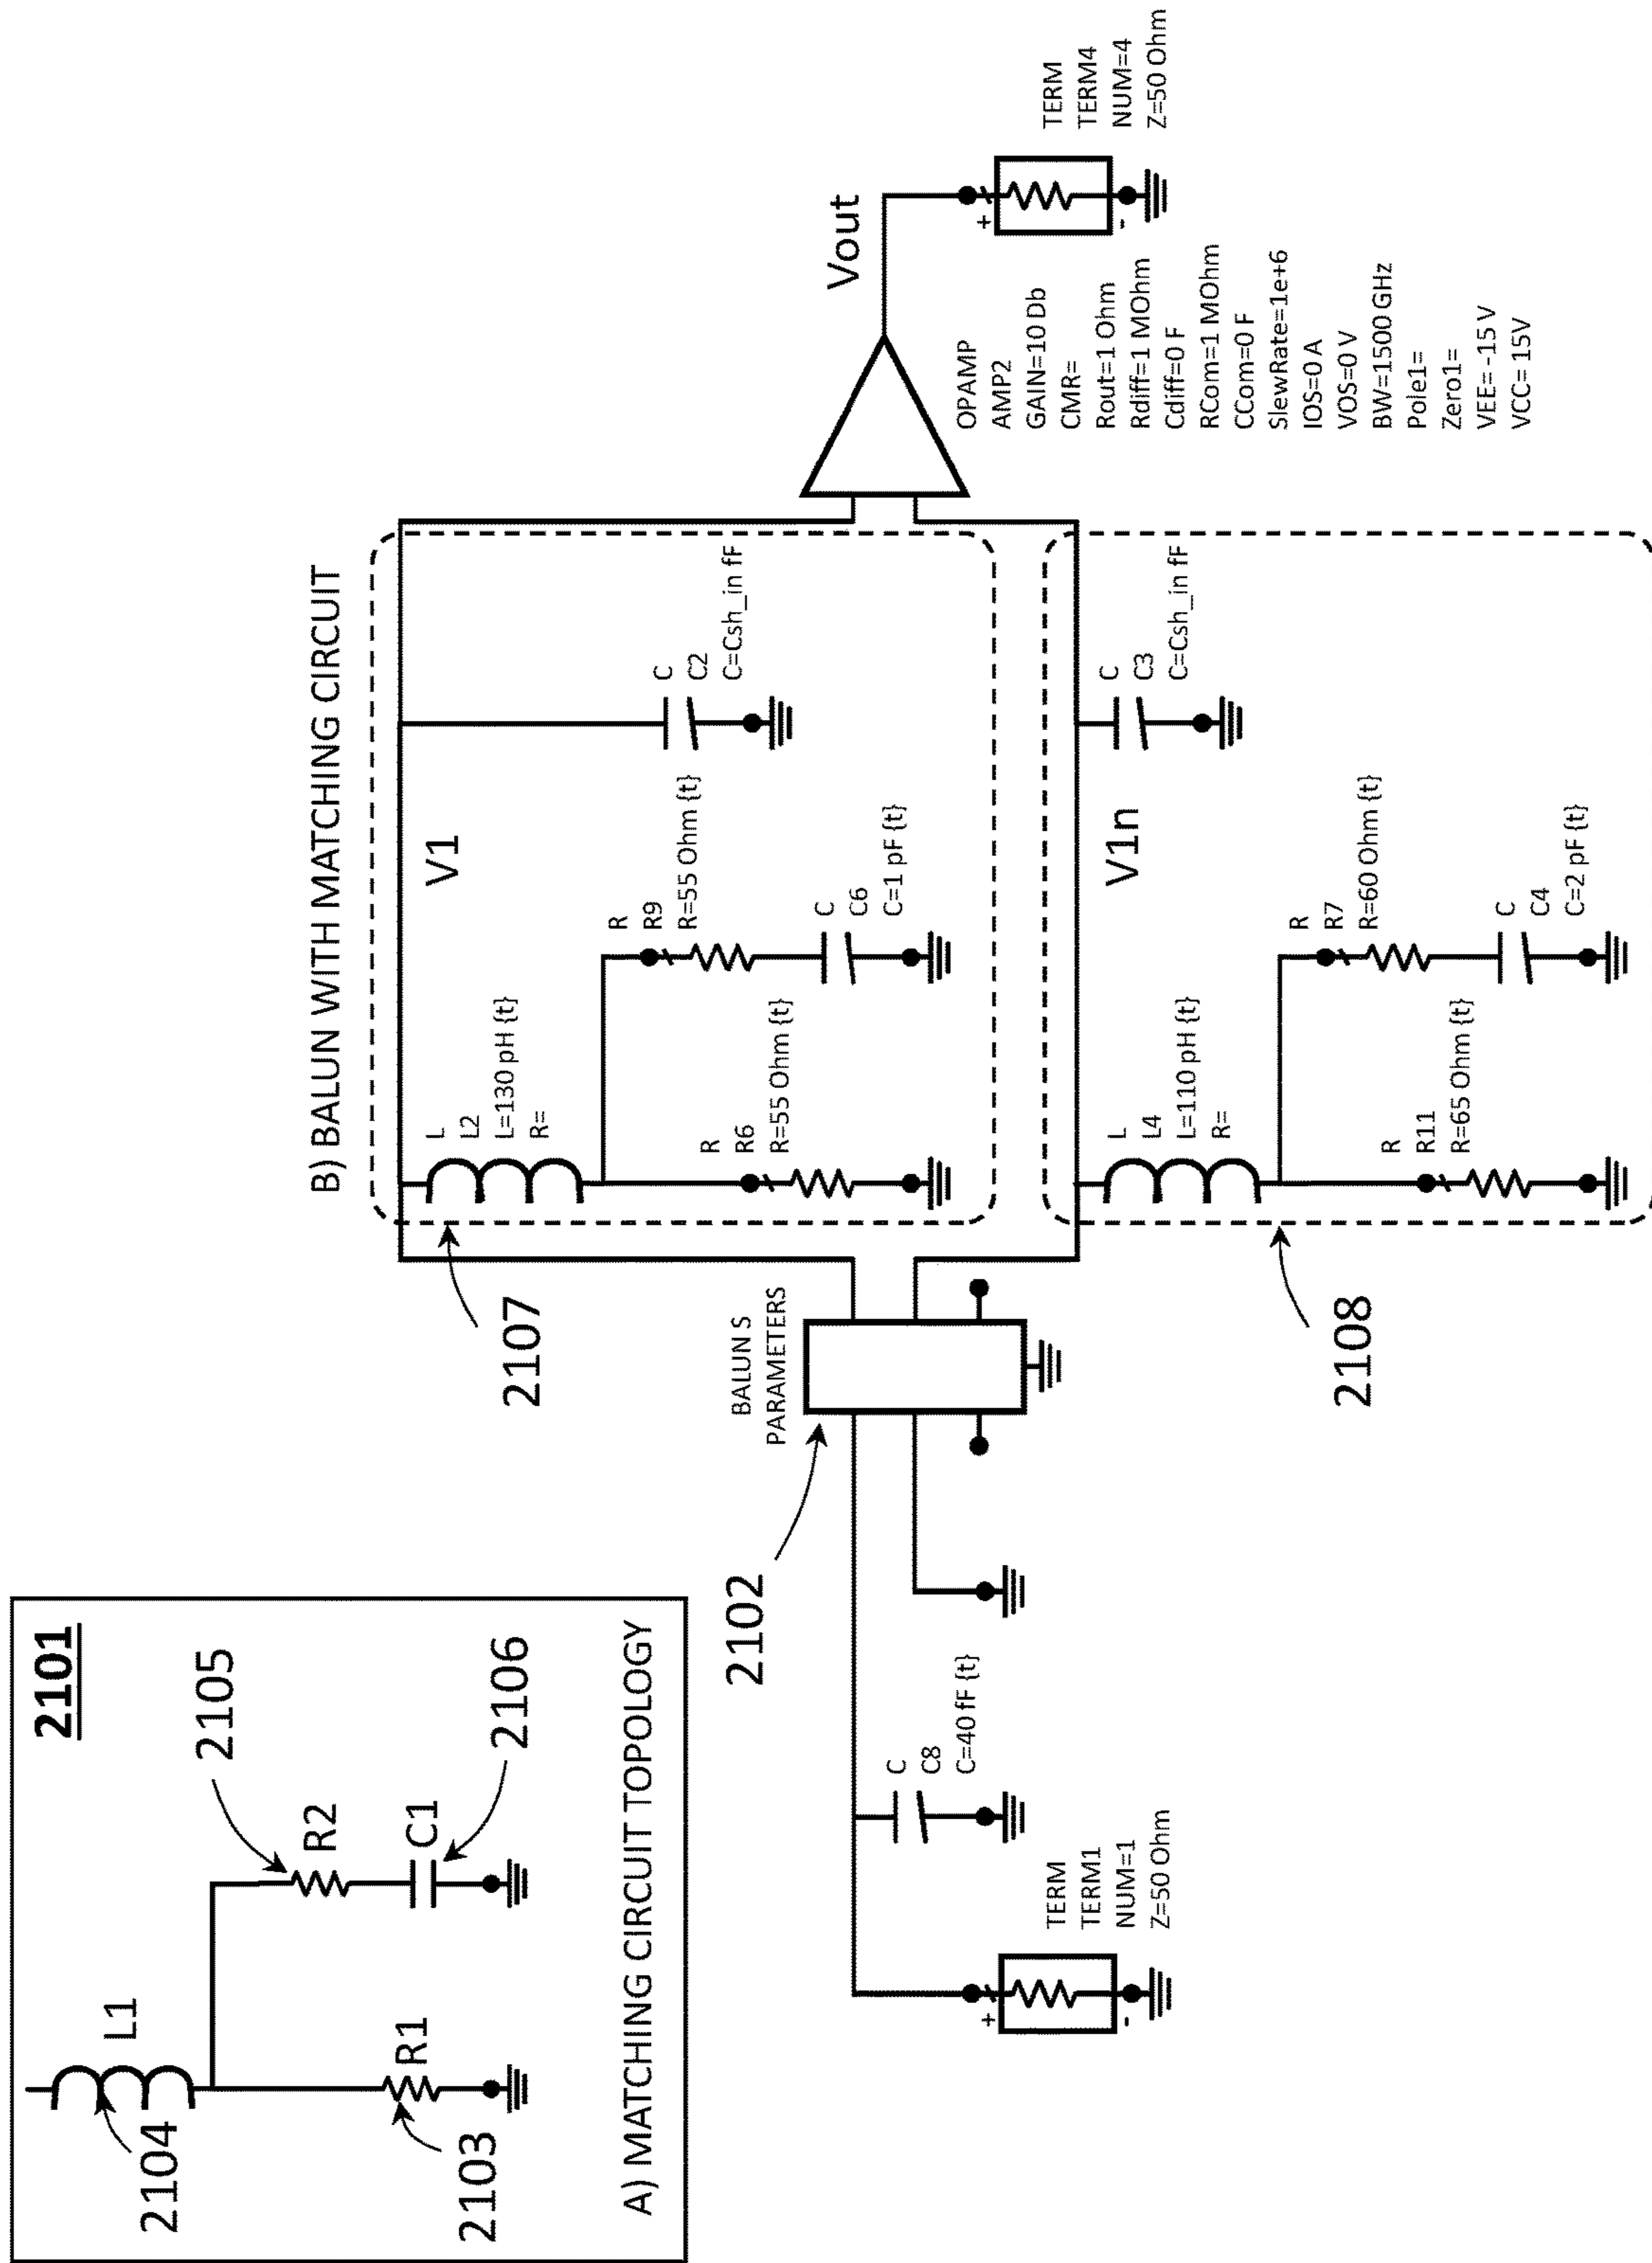 2101
L1
2104
R1
2103
2105
R2
C1
2106
A) MATCHING CIRCUIT TOPOLOGY
B) BALUN WITH MATCHING CIRCUIT
2107
L
L2
L=130 pH {t}
R=
R
R6
R=55 Ohm {t}
V1
R
R9
R=55 Ohm {t}
C
C6
C=1 pF {t}
C
C2
C=Csh_in fF
2102
BALUN S
PARAMETERS
+
-
TERM
TERM1
NUM=1
Z=50 Ohm
C
C8
C=40 fF {t}
2108
L
L4
L=110 pH {t}
R=
R
R11
R=65 Ohm {t}
V1n
R
R7
R=60 Ohm {t}
C
C4
C=2 pF {t}
C
C3
C=Csh_in fF
Vout
OPAMP
AMP2
GAIN=10 Db
CMR=
Rout=1 Ohm
Rdiff=1 MOhm
Cdiff=0 F
RCom=1 MOhm
CCom=0 F
SlewRate=1e+6
IOS=0 A
VOS=0 V
BW=1500 GHz
Pole1=
Zero1=
VEE= -15 V
VCC= 15V
+
-
TERM
TERM4
NUM=4
Z=50 Ohm